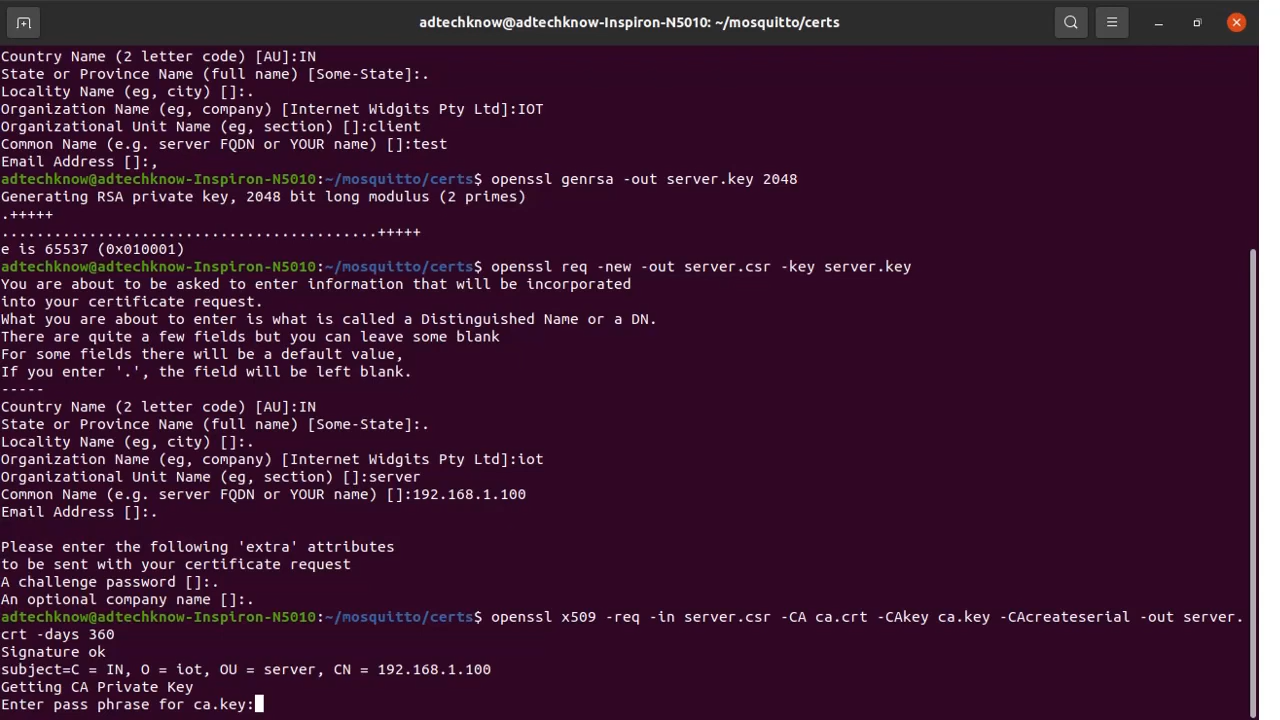 adtechknow@adtechknow-Inspiron-N5010: ~/mosquitto/certs
Country Name (2 letter code) [AU]:IN
State or Province Name (full name) [Some-State]:.
Locality Name (eg, city) []:.
Organization Name (eg, company) [Internet Widgits Pty Ltd]:IOT
Organizational Unit Name (eg, section) []:client
Common Name (e.g. server FQDN or YOUR name) []:test
Email Address []:,
adtechknow@adtechknow-Inspiron-N5010:~/mosquitto/certs$ openssl genrsa -out server.key 2048
Generating RSA private key, 2048 bit long modulus (2 primes)
.+++++
...........................................+++++
e is 65537 (0x010001)
adtechknow@adtechknow-Inspiron-N5010:~/mosquitto/certs$ openssl req -new -out server.csr -key server.key
You are about to be asked to enter information that will be incorporated
into your certificate request.
What you are about to enter is what is called a Distinguished Name or a DN.
There are quite a few fields but you can leave some blank
For some fields there will be a default value,
If you enter '.', the field will be left blank.
-----
Country Name (2 letter code) [AU]:IN
State or Province Name (full name) [Some-State]:.
Locality Name (eg, city) []:.
Organization Name (eg, company) [Internet Widgits Pty Ltd]:iot
Organizational Unit Name (eg, section) []:server
Common Name (e.g. server FQDN or YOUR name) []:192.168.1.100
Email Address []:.
Please enter the following 'extra' attributes
to be sent with your certificate request
A challenge password []:.
An optional company name []:.
adtechknow@adtechknow-Inspiron-N5010:~/mosquitto/certs$ openssl x509 -req -in server.csr -CA ca.crt -CAkey ca.key -CAcreateserial -out server.
crt -days 360
Signature ok
subject=C = IN, O = iot, OU = server, CN = 192.168.1.100
Getting CA Private Key
Enter pass phrase for ca.key: